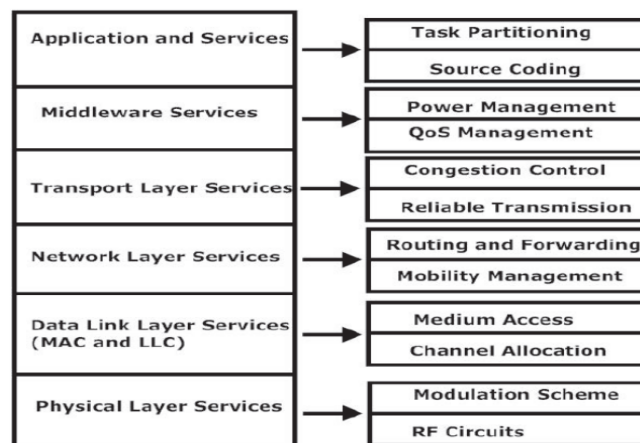 Application and Services
Task Partitioning
Source Coding
Middleware Services
Power Management
QoS Management
Transport Layer Services
Congestion Control
Reliable Transmission
Network Layer Services
Routing and Forwarding
Mobility Management
Data Link Layer Services
(MAC and LLC)
Medium Access
Channel Allocation
Physical Layer Services
Modulation Scheme
RF Circuits